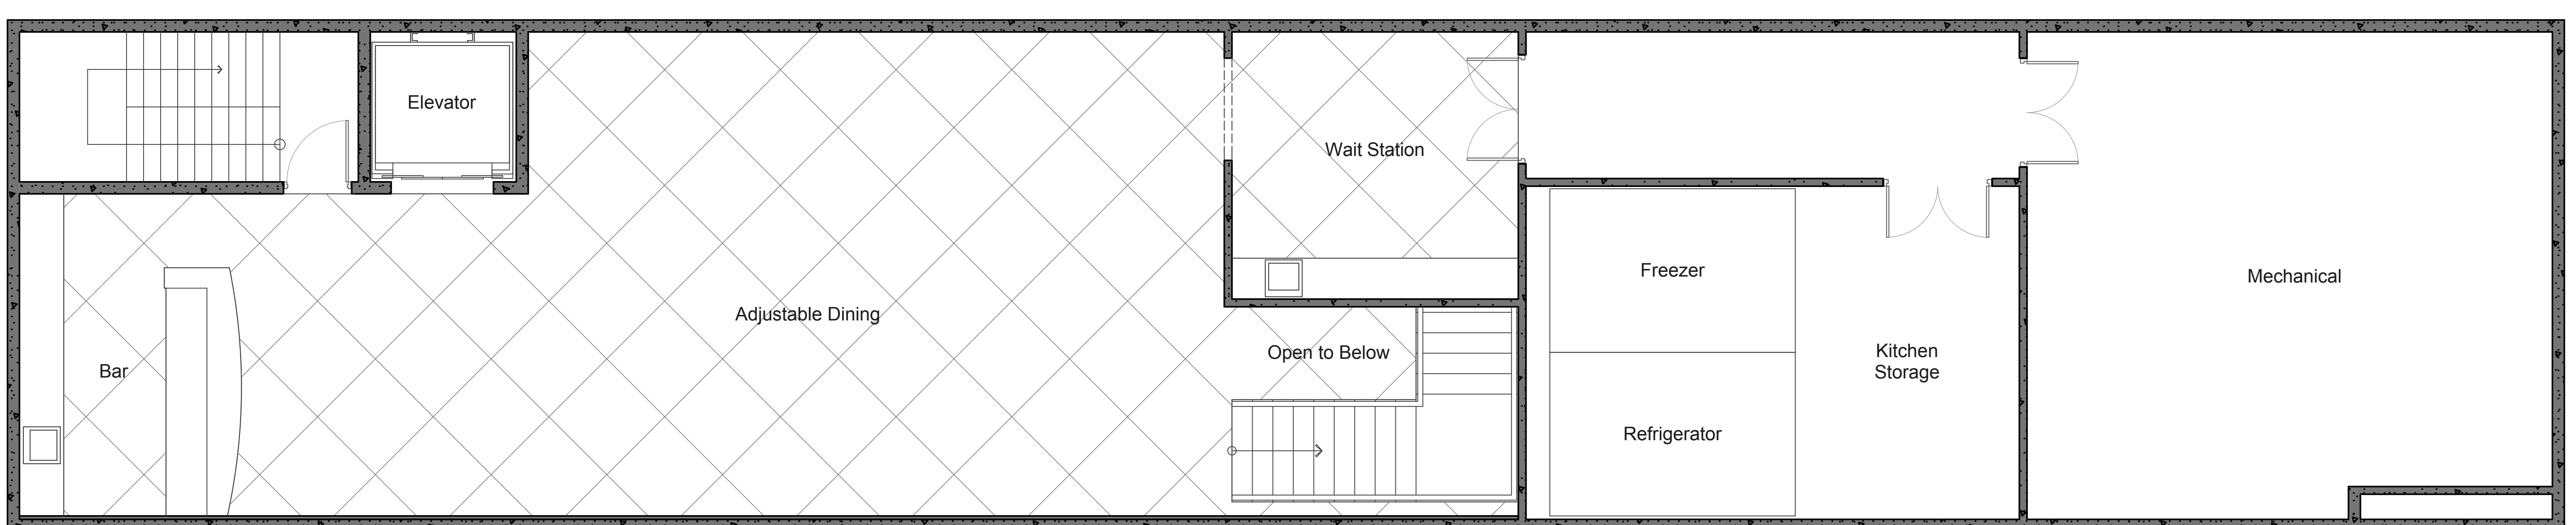 Elevator
Wait Station
Freezer
Mechanical
Adjustable Dining
Open to Below
Kitchen
Storage
Bar
Refrigerator